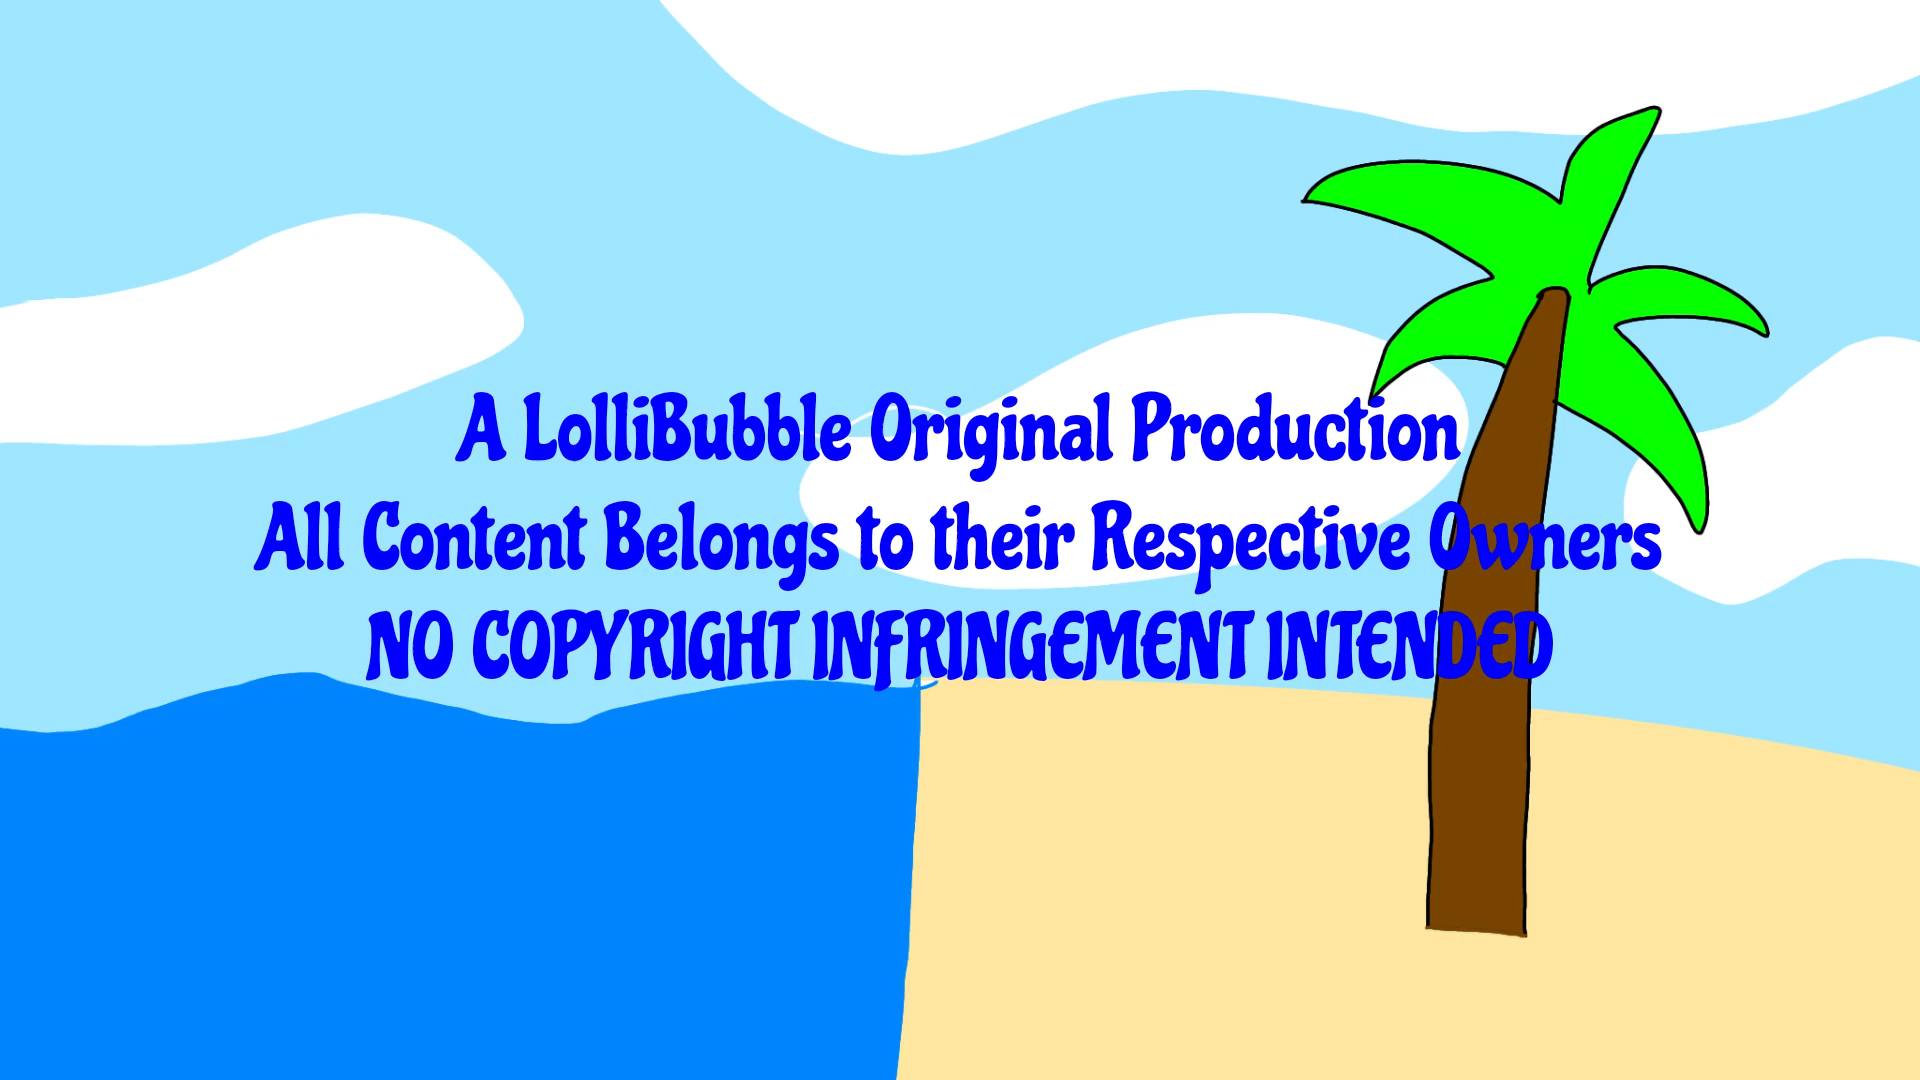 A LolliBubble Original Production
All Content Belongs to their Respective Owners
NO COPYRIGHT INFRINGEMENT INTENDED